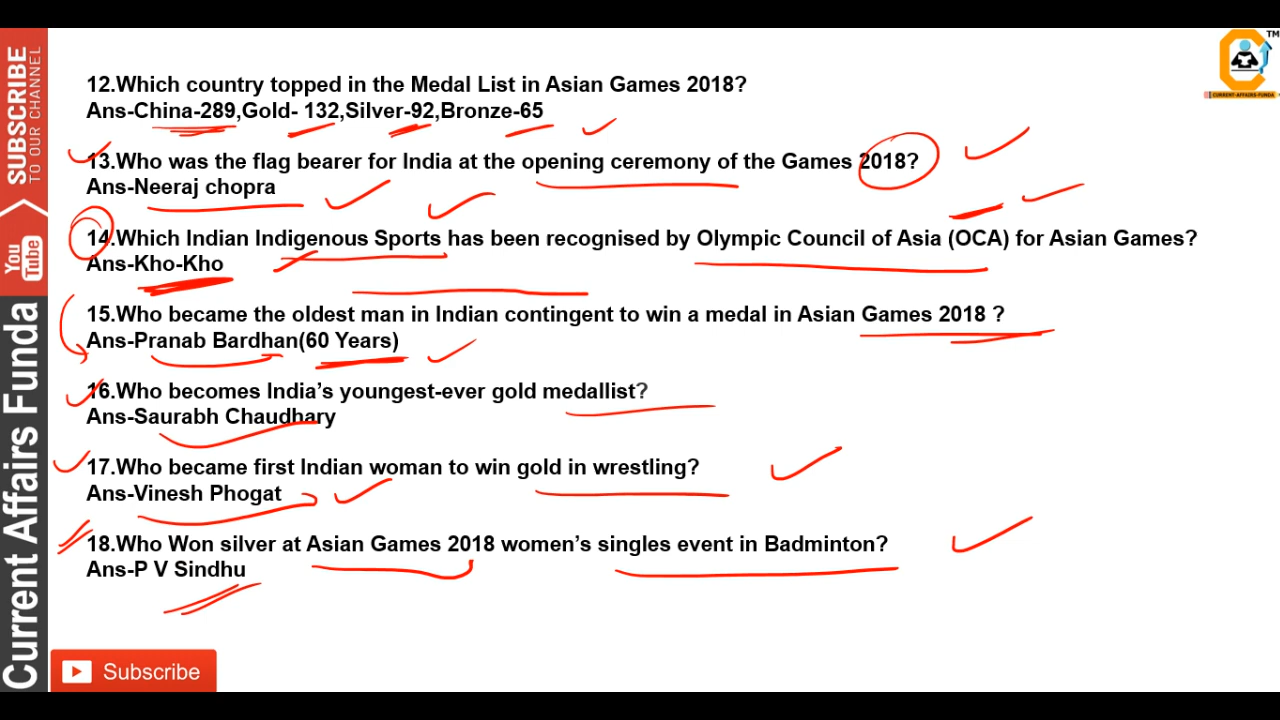 SUBSCRIBE
TO OUR CHANNEL
You
Tube
Current Affairs Funda
TM
CURRENT-AFFAIRS-FUNDA
12.Which country topped in the Medal List in Asian Games 2018?
Ans-China-289,Gold- 132,Silver-92,Bronze-65
13.Who was the flag bearer for India at the opening ceremony of the Games 2018?
Ans-Neeraj chopra
14.Which Indian Indigenous Sports has been recognised by Olympic Council of Asia (OCA) for Asian Games?
Ans-Kho-Kho
15.Who became the oldest man in Indian contingent to win a medal in Asian Games 2018 ?
Ans-Pranab Bardhan(60 Years)
16.Who becomes India’s youngest-ever gold medallist?
Ans-Saurabh Chaudhary
17.Who became first Indian woman to win gold in wrestling?
Ans-Vinesh Phogat
18.Who Won silver at Asian Games 2018 women’s singles event in Badminton?
Ans-P V Sindhu
Subscribe